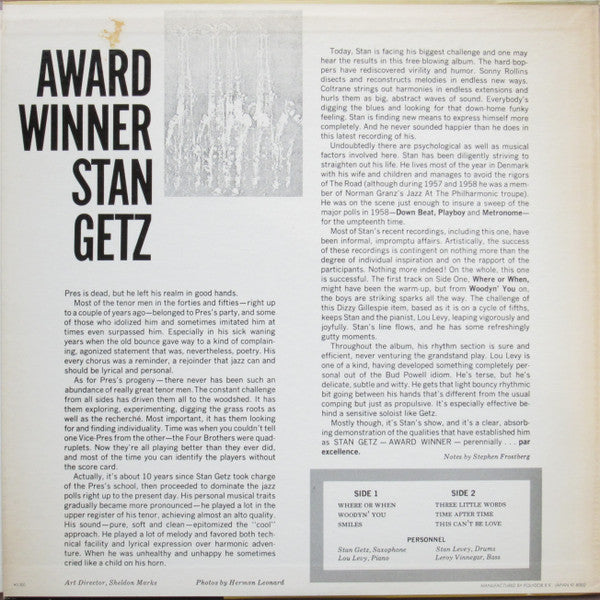 AWARD
WINNER
STAN
GETZ
Pres is dead, but he left his realm in good hands.
Most of the tenor men in the forties and fifties—right up
to a couple of years ago—belonged to Pres's party, and some
of those who idolized him and sometimes imitated him at
times even surpassed him. Especially in his sick waning
years when the old bounce gave way to a kind of complain-
ing, agonized statement that was, nevertheless, poetry. His
every chorus was a reminder, a rejoinder that jazz can and
should be lyrical and personal.
As for Pres's progeny—there never has been such an
abundance of really great tenor men. The constant challenge
from all sides has driven them all to the woodshed. It has
them exploring, experimenting, digging the grass roots as
well as the recherché. Most important, it has them looking
for and finding individuality. Time was when you couldn't tell
one Vice-Pres from the other—the Four Brothers were quad-
ruplets. Now they're all playing better than they ever did,
and most of the time you can identify the players without
the score card.
Actually, it's about 10 years since Stan Getz took charge
of the Pres's school, then proceeded to dominate the jazz
polls right up to the present day. His personal musical traits
gradually became more pronounced—he played a lot in the
upper register of his tenor, achieving almost an alto quality.
His sound—pure, soft and clean—epitomized the "cool"
approach. He played a lot of melody and favored both tech-
nical facility and lyrical expression over harmonic adven-
ture. When he was unhealthy and unhappy he sometimes
cried like a child on his horn.
Art Director, Sheldon Marks Photos by Herman Leonard
Today, Stan is facing his biggest challenge and one may
hear the results in this free-blowing album. The hard bop-
pers have rediscovered virility and humor. Sonny Rollins
disects and reconstructs melodies in endless new ways.
Coltrane strings out harmonies in endless extensions and
hurls them as big, abstract waves of sound. Everybody's
digging the blues and looking for that down-home funky
feeling. Stan is finding new means to express himself more
completely. And he never sounded happier than he does in
this latest recording of his.
Undoubtedly there are psychological as well as musical
factors involved here. Stan has been diligently striving to
straighten out his life. He lives most of the year in Denmark
with his wife and children and manages to avoid the rigors
of The Road (although during 1957 and 1958 he was a mem-
ber of Norman Granz's Jazz At The Philharmonic troupe).
He was on the scene just enough to insure a sweep of the
major polls in 1958—Down Beat, Playboy and Metronome—
for the umpteenth time.
Most of Stan's recent recordings, including this one, have
been informal, impromptu affairs. Artistically, the success
of these recordings is contingent on nothing more than the
degree of individual inspiration and on the rapport of the
participants. Nothing more indeed! On the whole, this one
is successful. The first track on Side One, Where or When,
might have been the warm-up, but from Woodyn' You on,
the boys are striking sparks all the way. The challenge of
this Dizzy Gillespie item, based as it is on a cycle of fifths,
keeps Stan and the pianist, Lou Levy, leaping vigorously and
joyfully. Stan's line flows, and he has some refreshingly
gutty moments.
Throughout the album, his rhythm section is sure and
efficient, never venturing the grandstand play. Lou Levy is
one of a kind, having developed something completely per-
sonal out of the Bud Powell idiom. He's terse, but he's
delicate, subtle and witty. He gets that light bouncy rhythmic
bit going between his hands that's different from the usual
comping but just as propulsive. It's especially effective be-
hind a sensitive soloist like Getz.
Mostly though, it's Stan's show, and it's a clear, absorb-
ing demonstration of the qualities that have established him
as STAN GETZ – AWARD WINNER – perennially . . . par
excellence.
Notes by Stephen Frostberg
SIDE 1
WHERE OR WHEN
WOODYN' YOU
SMILES
SIDE 2
THREE LITTLE WORDS
TIME AFTER TIME
THIS CAN'T BE LOVE
PERSONNEL
Stan Getz, Saxophone Stan Levey, Drums
Lou Levy, Piano Leroy Vinnegar, Bass
MANUFACTURED BY POLYDOR K.K., JAPAN